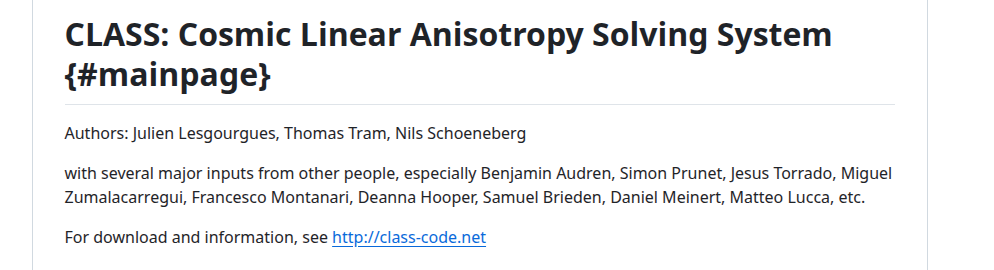 CLASS: Cosmic Linear Anisotropy Solving System
{#mainpage}
Authors: Julien Lesgourgues, Thomas Tram, Nils Schoeneberg
with several major inputs from other people, especially Benjamin Audren, Simon Prunet, Jesus Torrado, Miguel
Zumalacarregui, Francesco Montanari, Deanna Hooper, Samuel Brieden, Daniel Meinert, Matteo Lucca, etc.
For download and information, see http://class-code.net